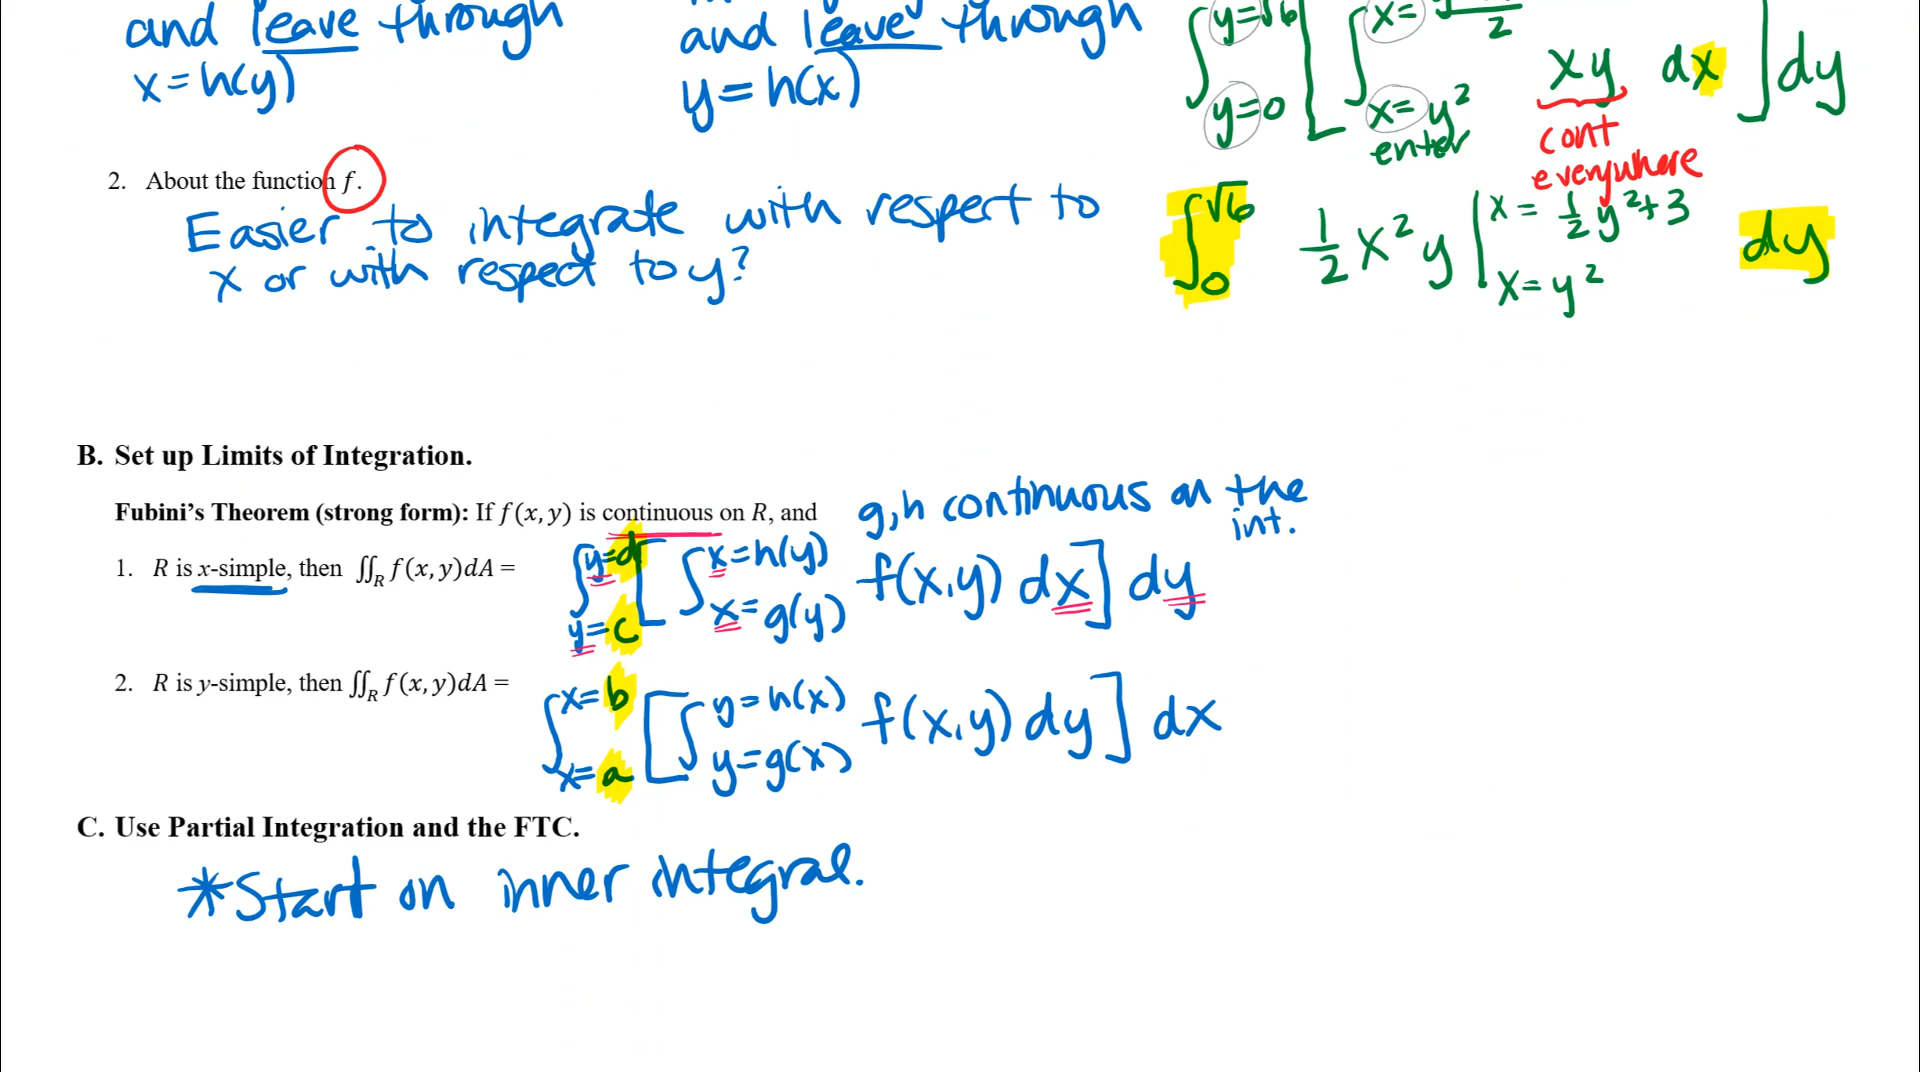 and leave through
x = h(y)
and leave through
y = h(x)
∫ y=√6 y=0 [ ∫ x= 2 x=y² xy dx ] dy
enter
cont
everywhere
2. About the function f.
Easier to integrate with respect to
x or with respect to y?
∫₀^√6 ½x²y | x = ½y²+3 x=y² dy
B. Set up Limits of Integration.
Fubini's Theorem (strong form): If f(x, y) is continuous on R, and
g,h continuous on the
int.
1. R is x-simple, then ∬_R f(x, y)dA =
∫ y=d y=c [ ∫ x=h(y) x=g(y) f(x,y) dx ] dy
2. R is y-simple, then ∬_R f(x, y)dA =
∫ x=b x=a [ ∫ y=h(x) y=g(x) f(x,y) dy ] dx
C. Use Partial Integration and the FTC.
*Start on inner integral.